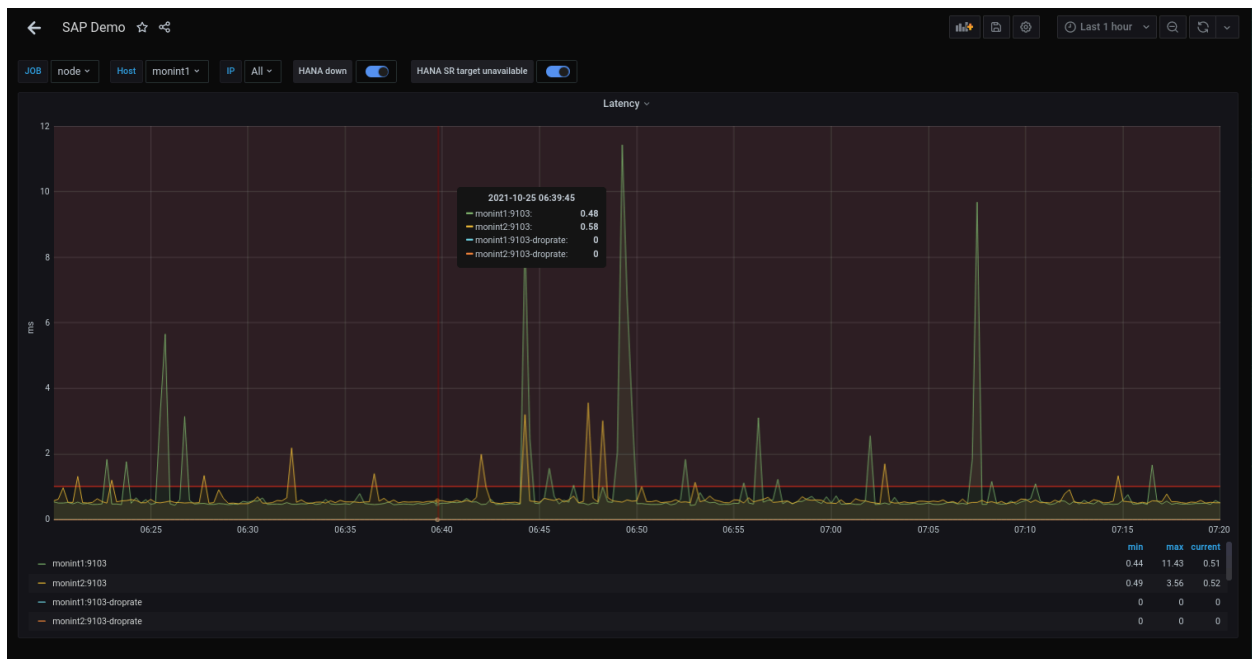 SAP Demo
Last 1 hour
JOB node Host monint1 IP All HANA down HANA SR target unavailable
Latency
12
10
8
6
4
2
0
ms
2021-10-25 06:39:45
monint1:9103: 0.48
monint2:9103: 0.58
monint1:9103-droprate: 0
monint2:9103-droprate: 0
06:25 06:30 06:35 06:40 06:45 06:50 06:55 07:00 07:05 07:10 07:15 07:20
min max current
monint1:9103 0.44 11.43 0.51
monint2:9103 0.49 3.56 0.52
monint1:9103-droprate 0 0 0
monint2:9103-droprate 0 0 0